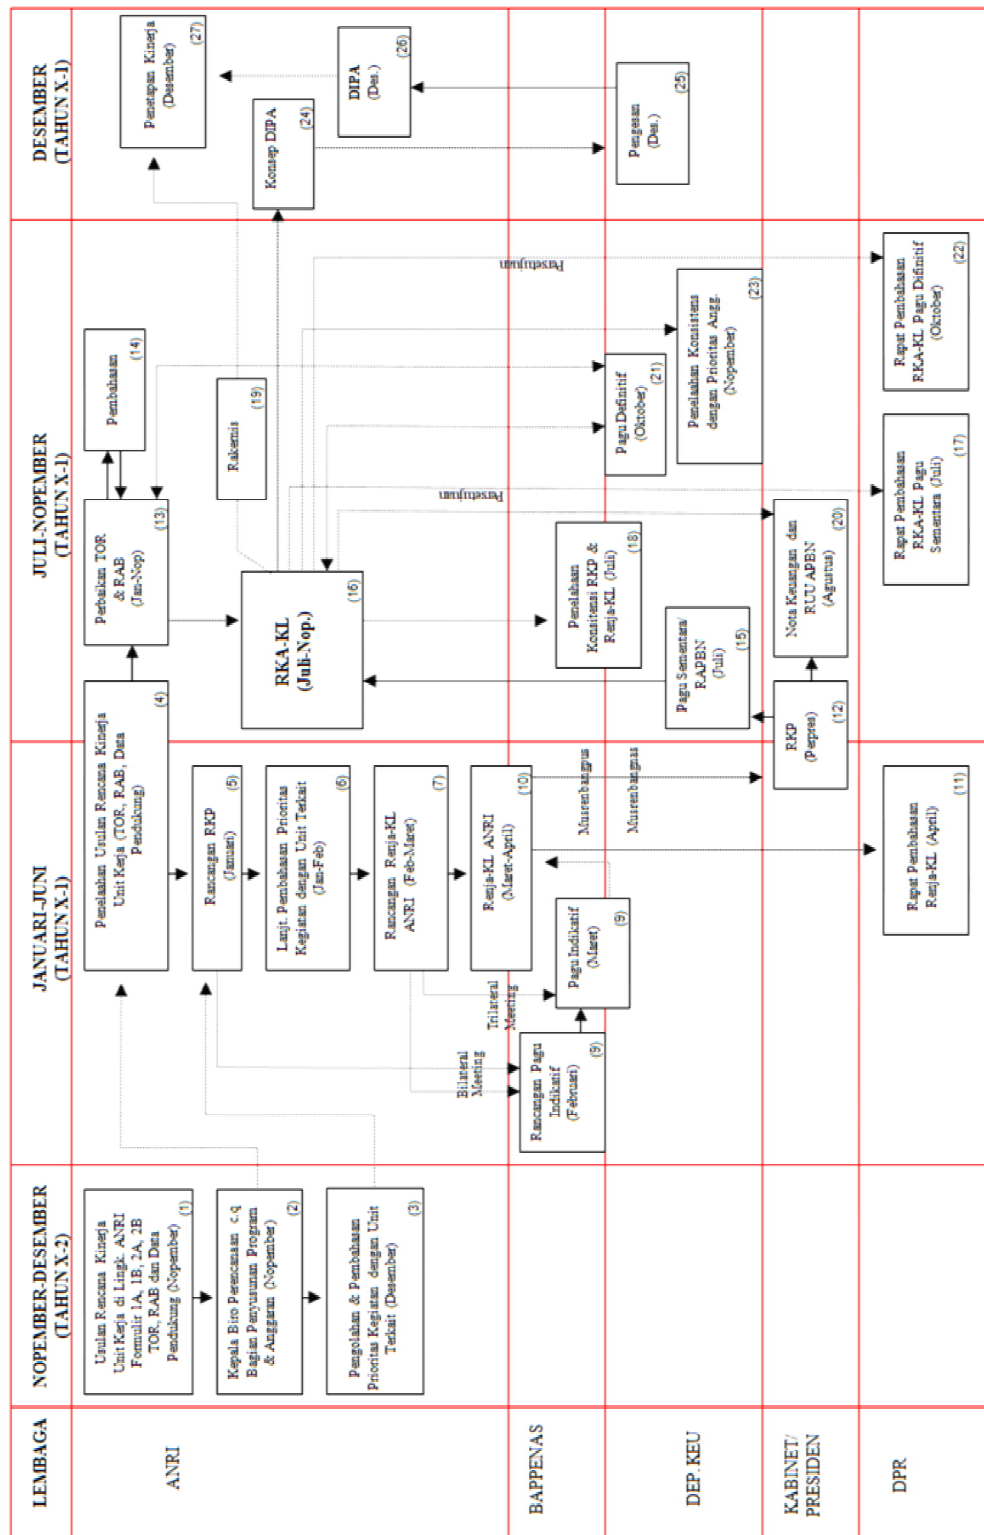 LEMBAGA
NOPEMBER-DESEMBER
(TAHUN X-2)
JANUARI-JUNI
(TAHUN X-1)
JULI-NOPEMBER
(TAHUN X-1)
DESEMBER
(TAHUN X-1)
ANRI
Usulan Rencana Kinerja
Unit Kerja di Lingk. ANRI
Formulir 1A, 1B, 2A, 2B
TOR, RAB dan Data
Pendukung (Nopember)
(1)
Kepala Biro Perencanaan c.q
Bagian Penyusunan Program
& Anggaran (Nopember)
(2)
Pengolahan & Pembahasan
Prioritas Kegiatan dengan Unit
Terkait (Desember)
(3)
Penelaahan Usulan Rencana Kinerja
Unit Kerja (TOR, RAB, Data
Pendukung)
(4)
Rancangan RKP
(Januari)
(5)
Lanjt. Pembahasan Prioritas
Kegiatan dengan Unit Terkait
(Jan-Feb)
(6)
Rancangan Renja-KL
ANRI (Feb-Maret)
(7)
Renja-KL ANRI
(Maret-April)
(10)
Perbaikan TOR
& RAB
(Jan-Nop)
(13)
Pembahasan
(14)
RKA-KL
(Juli-Nop.)
(16)
Rakernis
(19)
Konsep DIPA
(24)
DIPA
(Des.)
(26)
Penetapan Kinerja
(Desember)
(27)
Bilateral
Meeting
Trilateral
Meeting
Musrenbangpus
Musrenbangnas
Persetujuan
Persetujuan
BAPPENAS
Rancangan Pagu
Indikatif
(Februari)
(9)
Pagu Indikatif
(Maret)
(9)
Penelahaan
Konsitensi RKP &
Renja-KL (Juli)
(18)
DEP. KEU
Pagu Sementara/
RAPBN
(Juli)
(15)
Pagu Definitif
(Oktober)
(21)
Penelaahan Konsistens
dengan Prioritas Angg.
(Nopember)
(23)
Pengesan
(Des.)
(25)
KABINET/
PRESIDEN
RKP
(Perpres)
(12)
Nota Keuangan dan
RUU APBN
(Agustus)
(20)
DPR
Rapat Pembahasan
Renja-KL (April)
(11)
Rapat Pembahasan
RKA-KL Pagu
Sementara (Juli)
(17)
Rapat Pembahasan
RKA-KL Pagu Difinitif
(Oktober)
(22)